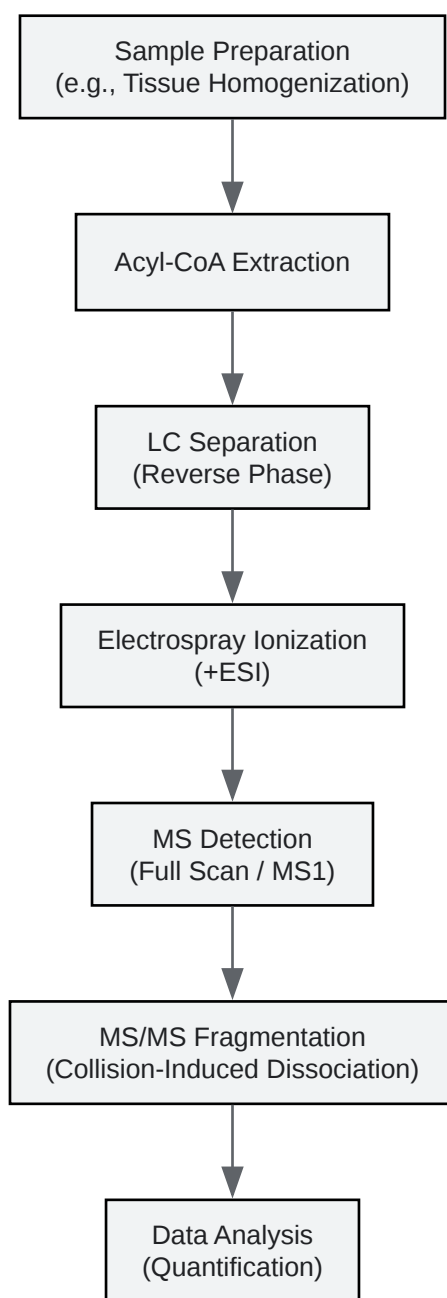 Sample Preparation
(e.g., Tissue Homogenization)
Acyl-CoA Extraction
LC Separation
(Reverse Phase)
Electrospray Ionization
(+ESI)
MS Detection
(Full Scan / MS1)
MS/MS Fragmentation
(Collision-Induced Dissociation)
Data Analysis
(Quantification)